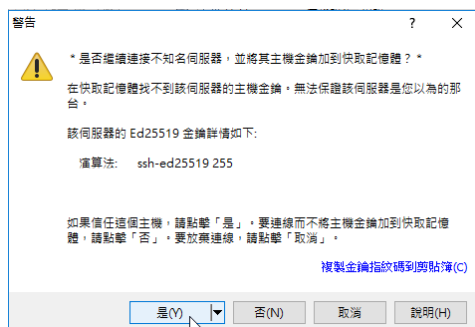 警告
?
* 是否繼續連接不知名伺服器，並將其主機金鑰加到快取記憶體？ *
在快取記憶體找不到該伺服器的主機金鑰。無法保證該伺服器是您以為的那
台。
該伺服器的 Ed25519 金鑰詳情如下:
演算法: ssh-ed25519 255
如果信任這個主機，請點擊「是」。要連線而不將主機金鑰加到快取記憶
體，請點擊「否」。要放棄連線，請點擊「取消」。
複製金鑰指紋碼到剪貼簿(C)
是(Y) 否(N) 取消 說明(H)